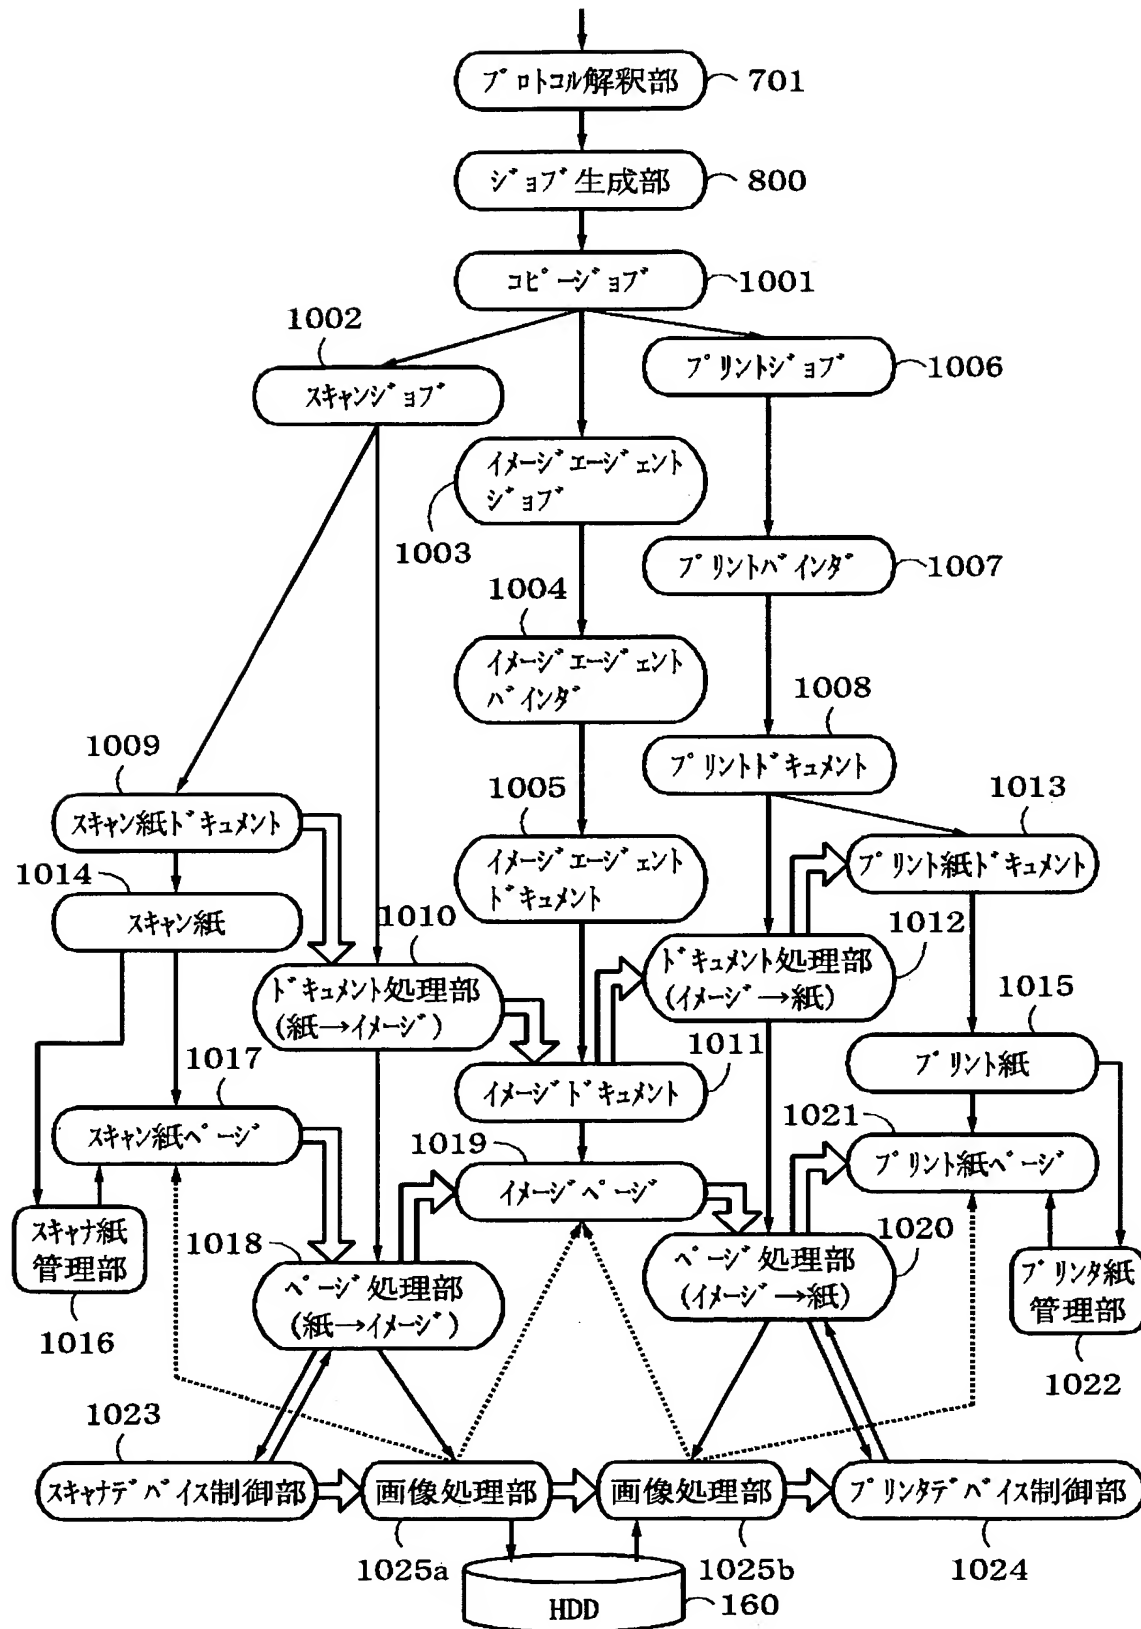 プロトコル解釈部
701
ジョブ生成部
800
コピージョブ
1001
1002
スキャンジョブ
プリントジョブ
1006
イメージエージェント
ジョブ
1003
プリントバインダ
1007
1004
イメージエージェント
バインダ
1008
プリントドキュメント
1009
スキャン紙ドキュメント
1005
イメージエージェント
ドキュメント
1013
プリント紙ドキュメント
1014
スキャン紙
1010
ドキュメント処理部
(紙→イメージ)
1012
ドキュメント処理部
(イメージ→紙)
1015
プリント紙
1011
イメージドキュメント
1017
スキャン紙ページ
1019
イメージページ
1021
プリント紙ページ
スキャナ紙
管理部
1016
1018
ページ処理部
(紙→イメージ)
1020
ページ処理部
(イメージ→紙)
プリンタ紙
管理部
1022
1023
スキャナデバイス制御部
画像処理部
1025a
画像処理部
1025b
プリンタデバイス制御部
1024
HDD
160